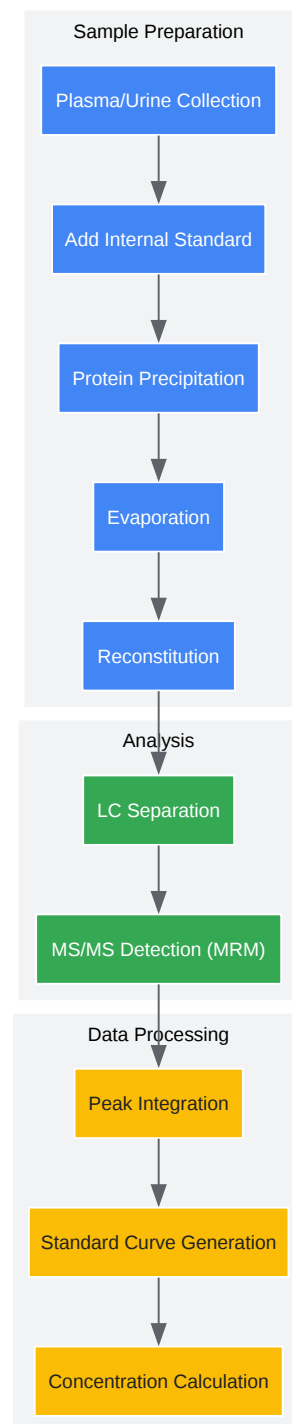 Sample Preparation
Plasma/Urine Collection
Add Internal Standard
Protein Precipitation
Evaporation
Reconstitution
Analysis
LC Separation
MS/MS Detection (MRM)
Data Processing
Peak Integration
Standard Curve Generation
Concentration Calculation